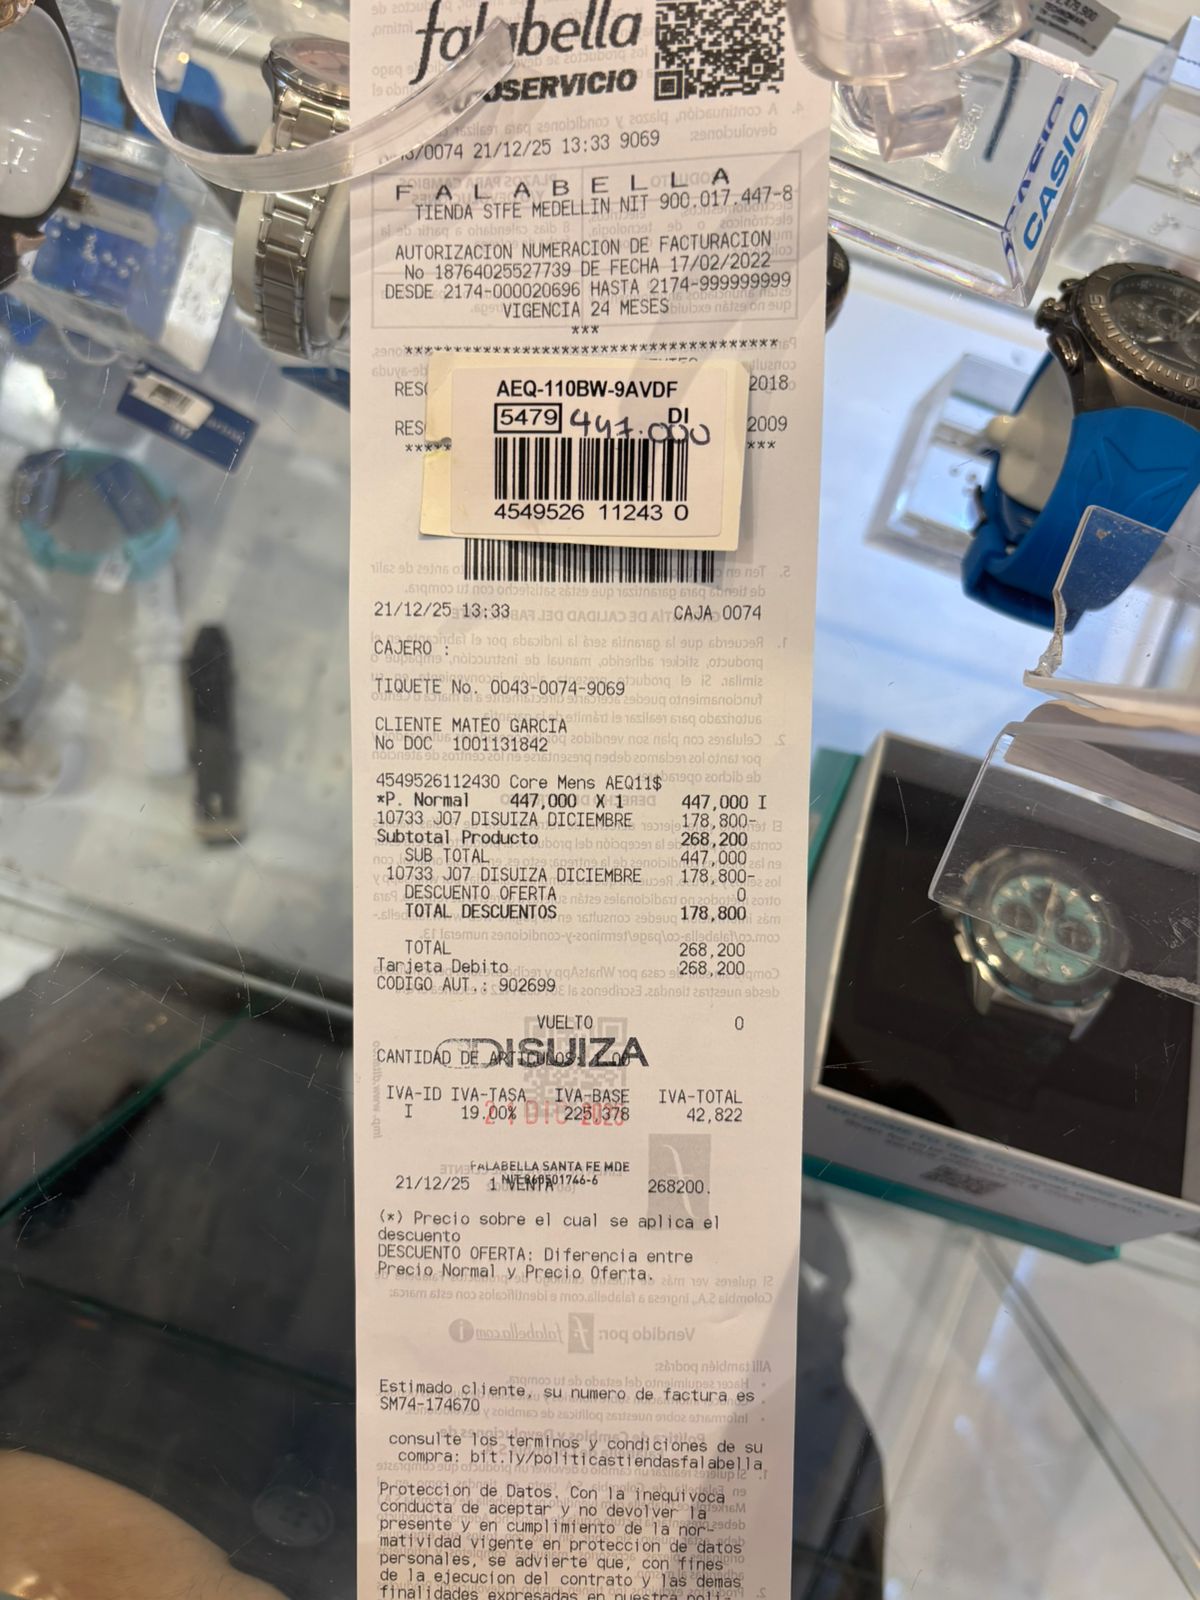 falabella
OSERVICIO
/0074 21/12/25 13:33 9069
F A L A B E L L A
TIENDA STFE MEDELLIN NIT 900.017.447-8
AUTORIZACION NUMERACION DE FACTURACION
No 18764025527739 DE FECHA 17/02/2022
DESDE 2174-000020696 HASTA 2174-999999999
VIGENCIA 24 MESES
***
RESO 2018
RES 2009
AEQ-110BW-9AVDF
5479 DI
447.000
4549526 11243 0
21/12/25 13:33 CAJA 0074
CAJERO :
TIQUETE No. 0043-0074-9069
CLIENTE MATEO GARCIA
No DOC 1001131842
4549526112430 Core Mens AEQ11$
*P. Normal 447,000 X 1 447,000 I
10733 J07 DISUIZA DICIEMBRE 178,800-
Subtotal Producto 268,200
SUB TOTAL 447,000
10733 J07 DISUIZA DICIEMBRE 178,800-
DESCUENTO OFERTA 0
TOTAL DESCUENTOS 178,800
TOTAL 268,200
Tarjeta Debito 268,200
CODIGO AUT.: 902699
VUELTO 0
DISUIZA
CANTIDAD DE ARTICULOS:
IVA-ID IVA-TASA IVA-BASE IVA-TOTAL
I 19.00% 225,378 42,822
FALABELLA SANTA FE MDE
21/12/25 1 VENTA 268200.
(*) Precio sobre el cual se aplica el
descuento
DESCUENTO OFERTA: Diferencia entre
Precio Normal y Precio Oferta.
Estimado cliente, su numero de factura es
SM74-174670
consulte los terminos y condiciones de su
compra: bit.ly/politicastiendasfalabella
Proteccion de Datos. Con la inequivoca
conducta de aceptar y no devolver la
presente y en cumplimiento de la nor-
matividad vigente en proteccion de datos
personales, se advierte que, con fines
de la ejecucion del contrato y las demas
finalidades expresadas en nuestra poli-
CASIO
CASIO